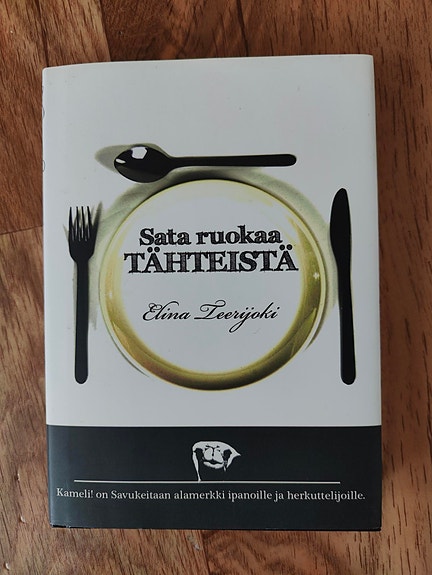 Sata ruokaa
TÄHTEISTÄ
Elina Teerijoki
Kameli! on Savukeitaan alamerkki ipanoille ja herkuttelijoille.